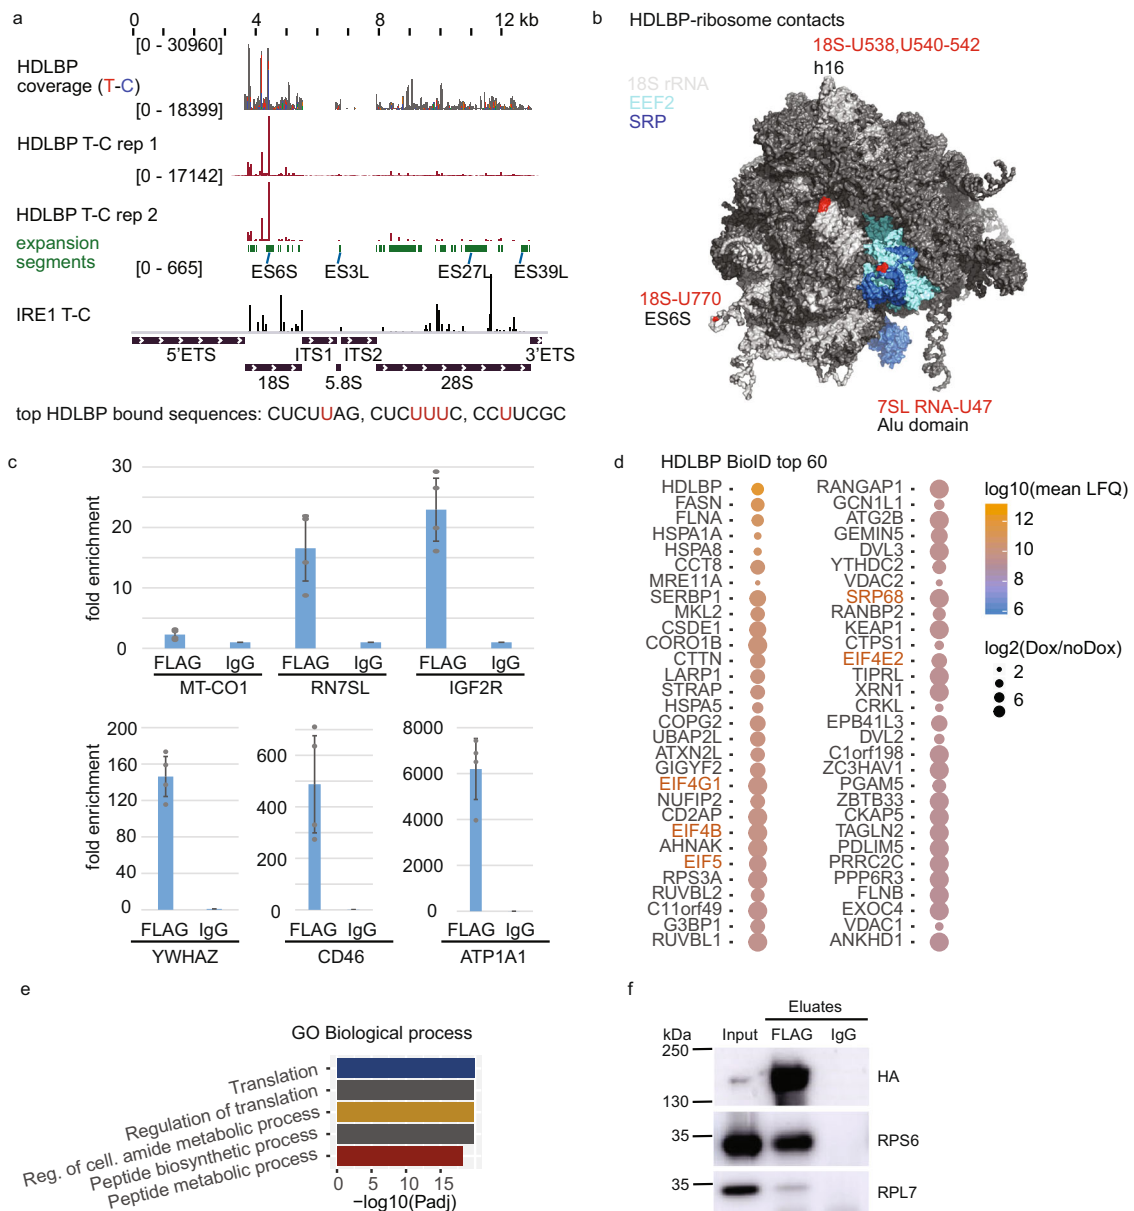 a
0 4 8 12 kb
[0 - 30960]
HDLBP
coverage (T-C)
[0 - 18399]
HDLBP T-C rep 1
[0 - 17142]
HDLBP T-C rep 2
expansion
segments
[0 - 665]
ES6S ES3L ES27L ES39L
IRE1 T-C
5'ETS ITS1 ITS2 3'ETS
18S 5.8S 28S
top HDLBP bound sequences: CUCUUAG, CUCUUUC, CCUUCGC
b HDLBP-ribosome contacts
18S-U538,U540-542
h16
18S rRNA
EEF2
SRP
18S-U770
ES6S
7SL RNA-U47
Alu domain
c
fold enrichment
30
20
10
0
FLAG IgG FLAG IgG FLAG IgG
MT-CO1 RN7SL IGF2R
fold enrichment
200
160
120
80
40
0
600
400
200
0
8000
6000
4000
2000
0
FLAG IgG FLAG IgG FLAG IgG
YWHAZ CD46 ATP1A1
d HDLBP BioID top 60
HDLBP
FASN
FLNA
HSPA1A
HSPA8
CCT8
MRE11A
SERBP1
MKL2
CSDE1
CORO1B
CTTN
LARP1
STRAP
HSPA5
COPG2
UBAP2L
ATXN2L
GIGYF2
EIF4G1
NUFIP2
CD2AP
EIF4B
AHNAK
EIF5
RPS3A
RUVBL2
C11orf49
G3BP1
RUVBL1
RANGAP1
GCN1L1
ATG2B
GEMIN5
DVL3
YTHDC2
VDAC2
SRP68
RANBP2
KEAP1
CTPS1
EIF4E2
TIPRL
XRN1
CRKL
EPB41L3
DVL2
C1orf198
ZC3HAV1
PGAM5
ZBTB33
CKAP5
TAGLN2
PDLIM5
PRRC2C
PPP6R3
FLNB
EXOC4
VDAC1
ANKHD1
log10(mean LFQ)
12
10
8
6
log2(Dox/noDox)
2
6
e
GO Biological process
Translation
Regulation of translation
Reg. of cell. amide metabolic process
Peptide biosynthetic process
Peptide metabolic process
0 5 10 15
−log10(Padj)
f
Eluates
kDa Input FLAG IgG
250
HA
130
35
RPS6
35
RPL7